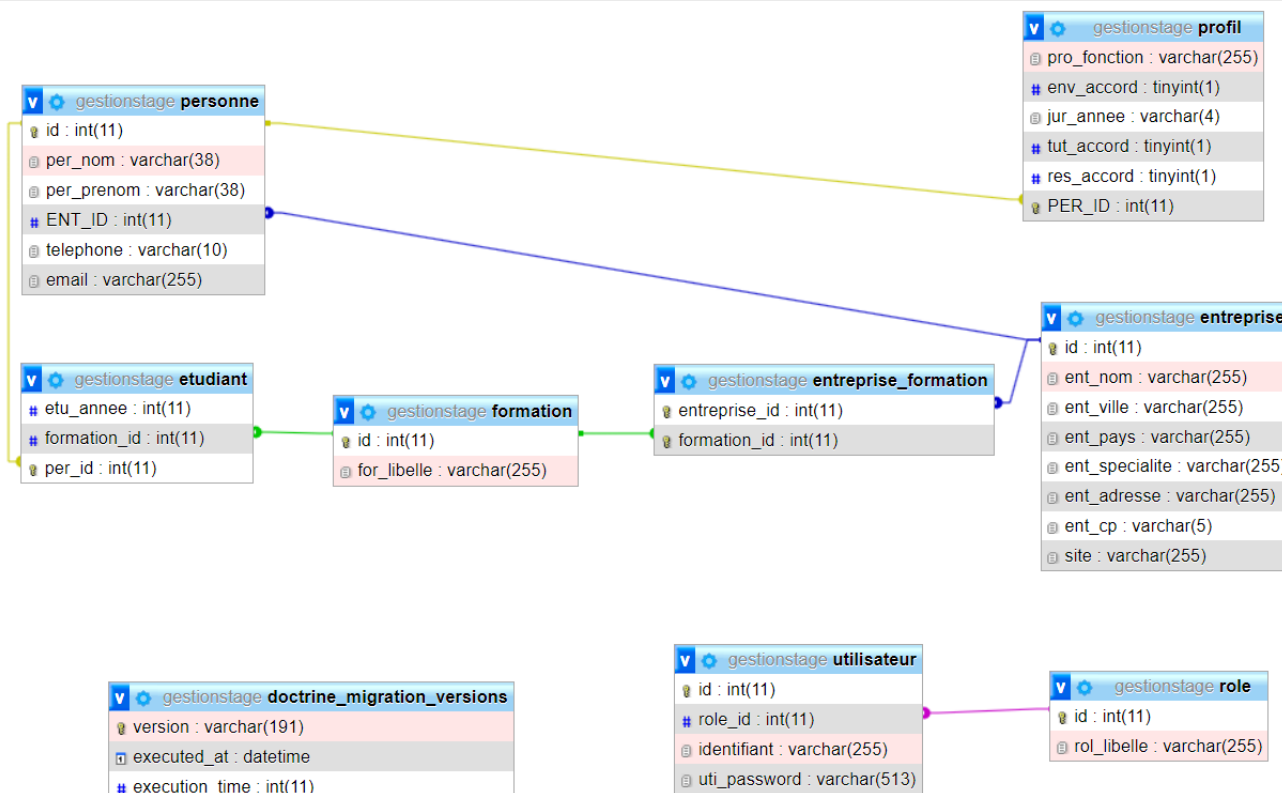 gestionstage profil
pro_fonction : varchar(255)
env_accord : tinyint(1)
jur_annee : varchar(4)
tut_accord : tinyint(1)
res_accord : tinyint(1)
PER_ID : int(11)
v gestionstage personne
id : int(11)
per_nom : varchar(38)
per_prenom : varchar(38)
# ENT_ID : int(11)
telephone : varchar(10)
email : varchar(255)
v gestionstage entreprise
id : int(11)
ent_nom : varchar(255)
ent_ville : varchar(255)
ent_pays : varchar(255)
ent_specialite : varchar(255)
ent_adresse : varchar(255)
ent_cp : varchar(5)
site : varchar(255)
v gestionstage etudiant
# etu_annee : int(11)
# formation_id : int(11)
per_id : int(11)
v gestionstage formation
id : int(11)
for_libelle : varchar(255)
v gestionstage entreprise_formation
entreprise_id : int(11)
formation_id : int(11)
v gestionstage doctrine_migration_versions
version : varchar(191)
executed_at : datetime
# execution_time : int(11)
v gestionstage utilisateur
id : int(11)
# role_id : int(11)
identifiant : varchar(255)
uti_password : varchar(513)
v gestionstage role
id : int(11)
rol_libelle : varchar(255)